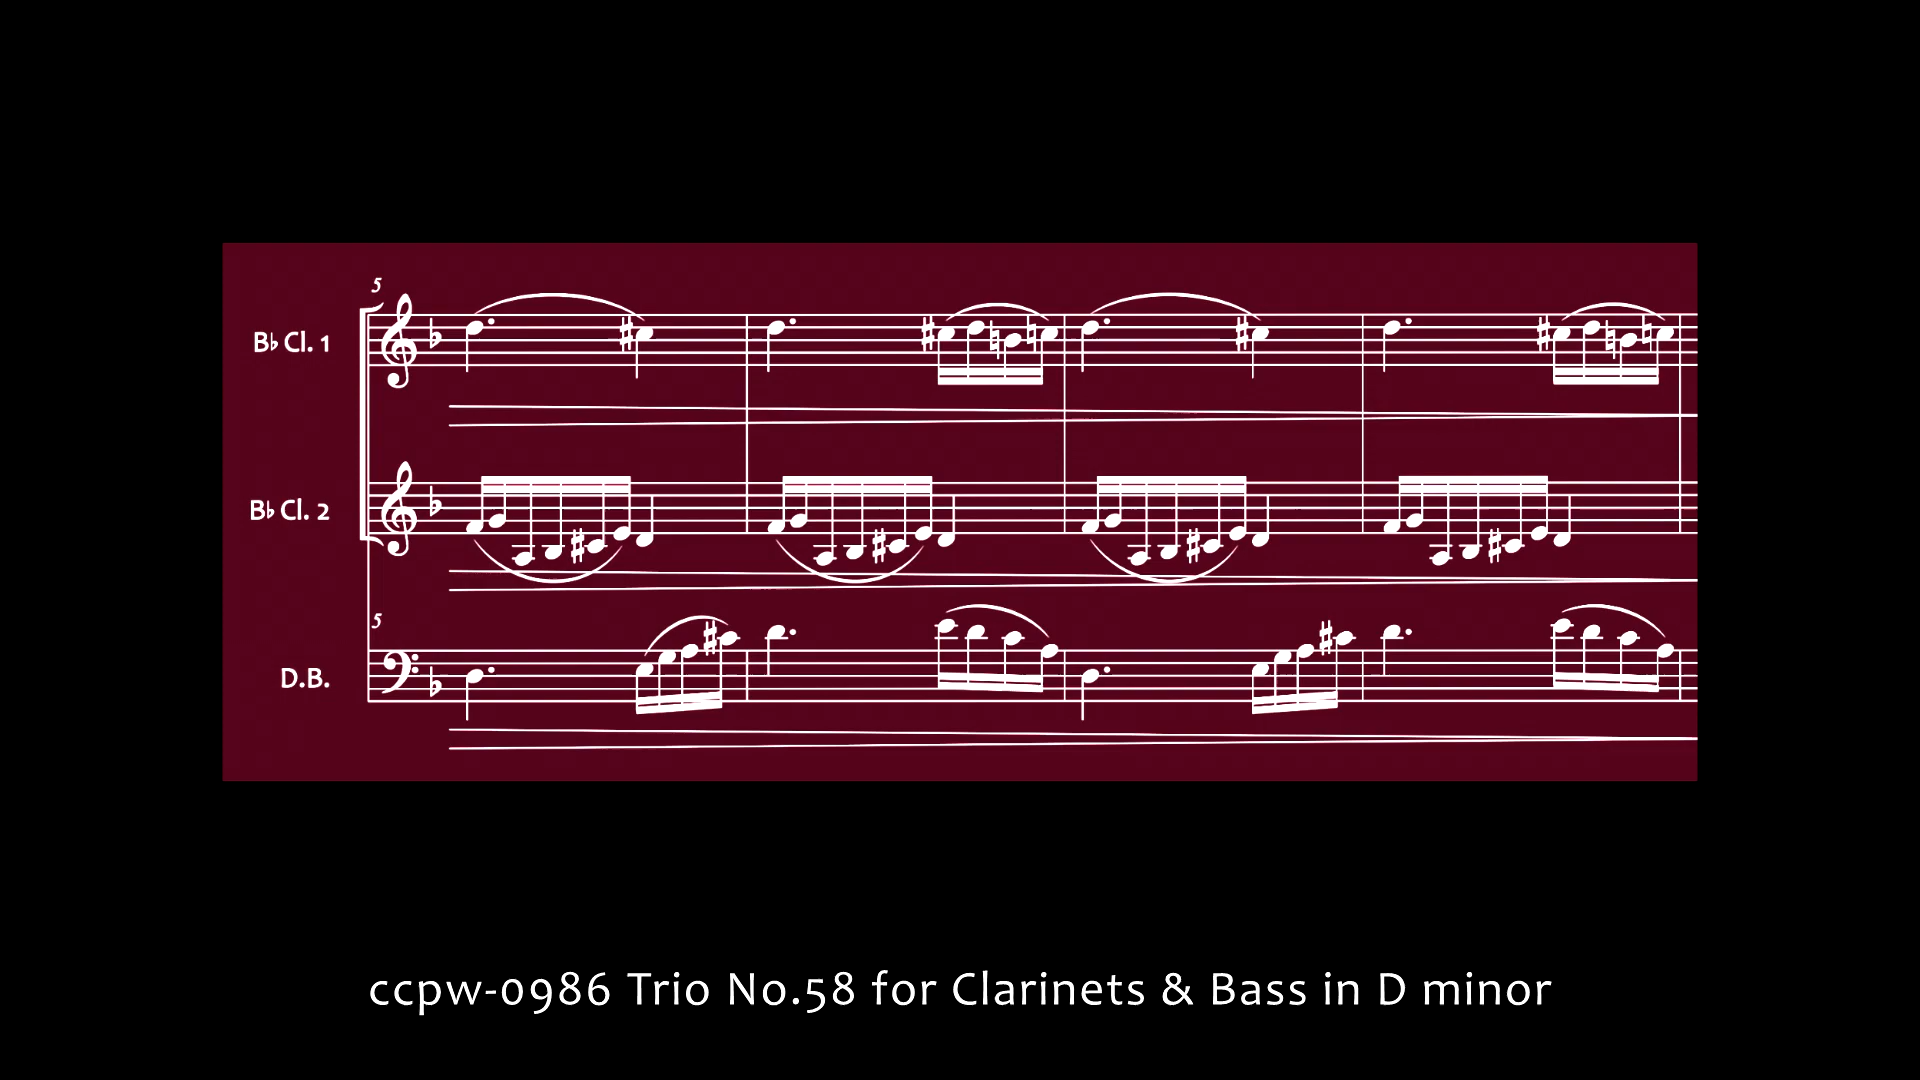 5
B♭ Cl. 1
B♭ Cl. 2
5
D.B.
ccpw-0986 Trio No.58 for Clarinets & Bass in D minor